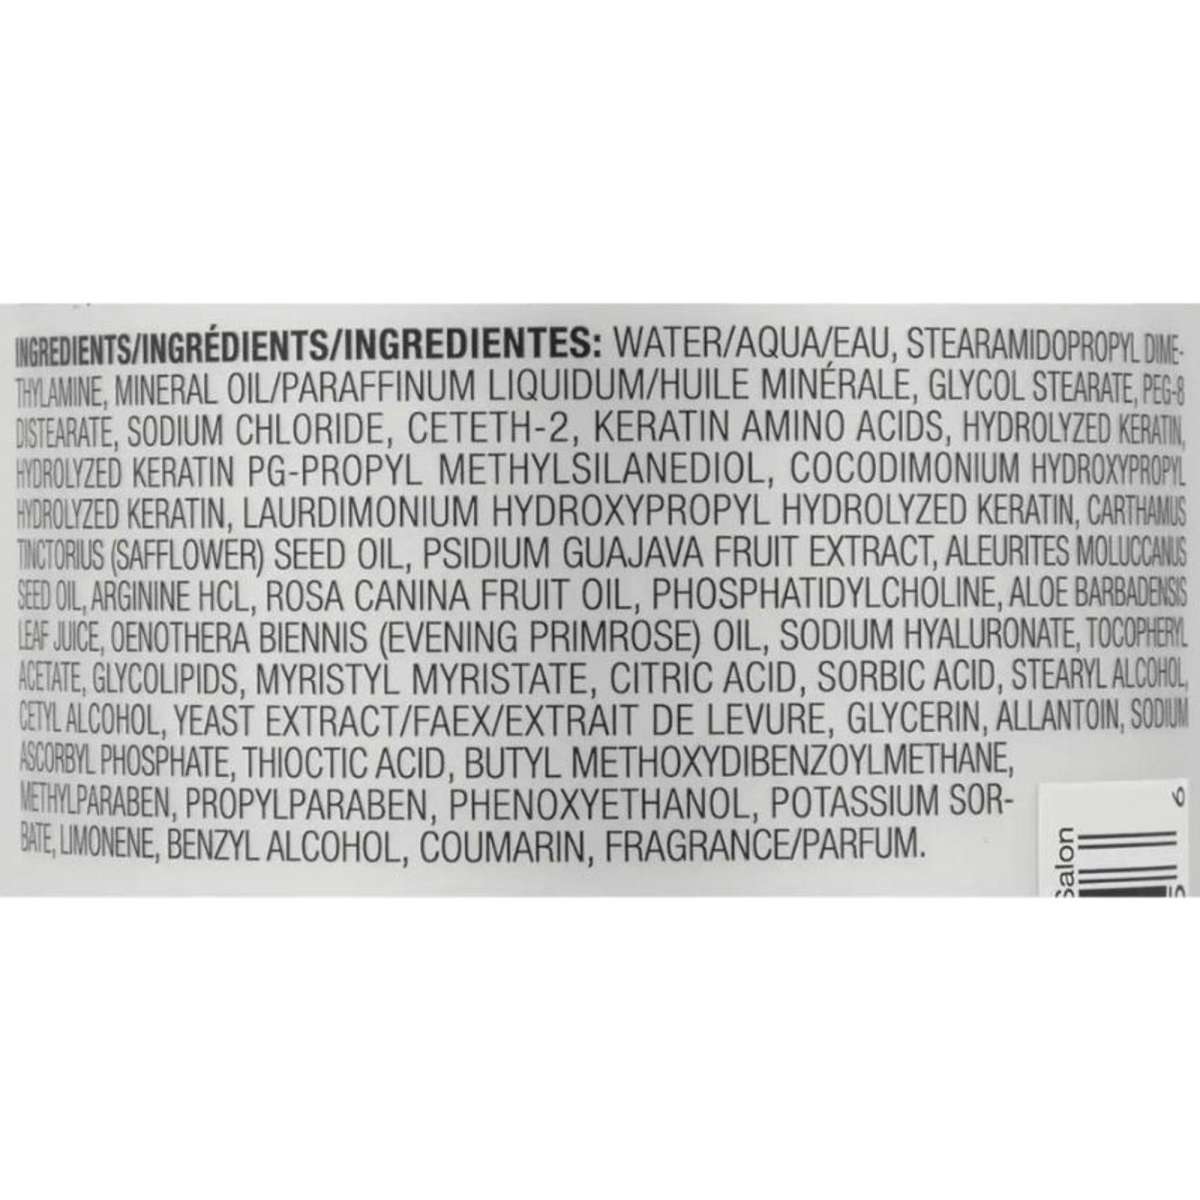 INGREDIENTS/INGRÉDIENTS/INGREDIENTES: WATER/AQUA/EAU, STEARAMIDOPROPYL DIME-
THYLAMINE, MINERAL OIL/PARAFFINUM LIQUIDUM/HUILE MINÉRALE, GLYCOL STEARATE, PEG-8
DISTEARATE, SODIUM CHLORIDE, CETETH-2, KERATIN AMINO ACIDS, HYDROLYZED KERATIN,
HYDROLYZED KERATIN PG-PROPYL METHYLSILANEDIOL, COCODIMONIUM HYDROXYPROPYL
HYDROLYZED KERATIN, LAURDIMONIUM HYDROXYPROPYL HYDROLYZED KERATIN, CARTHAMUS
TINCTORIUS (SAFFLOWER) SEED OIL, PSIDIUM GUAJAVA FRUIT EXTRACT, ALEURITES MOLUCCANUS
SEED OIL, ARGININE HCL, ROSA CANINA FRUIT OIL, PHOSPHATIDYLCHOLINE, ALOE BARBADENSIS
LEAF JUICE, OENOTHERA BIENNIS (EVENING PRIMROSE) OIL, SODIUM HYALURONATE, TOCOPHERYL
ACETATE, GLYCOLIPIDS, MYRISTYL MYRISTATE, CITRIC ACID, SORBIC ACID, STEARYL ALCOHOL,
CETYL ALCOHOL, YEAST EXTRACT/FAEX/EXTRAIT DE LEVURE, GLYCERIN, ALLANTOIN, SODIUM
ASCORBYL PHOSPHATE, THIOCTIC ACID, BUTYL METHOXYDIBENZOYLMETHANE,
METHYLPARABEN, PROPYLPARABEN, PHENOXYETHANOL, POTASSIUM SOR-
BATE, LIMONENE, BENZYL ALCOHOL, COUMARIN, FRAGRANCE/PARFUM.
Salon
6
5